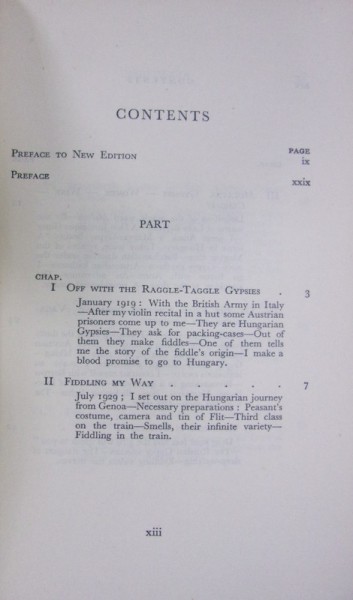 CONTENTS
PAGE
PREFACE TO NEW EDITION ix
PREFACE xxix
PART
CHAP.
I OFF WITH THE RAGGLE-TAGGLE GYPSIES . 3
January 1919: With the British Army in Italy
—After my violin recital in a hut some Austrian
prisoners come up to me—They are Hungarian
Gypsies—They ask for packing-cases—Out of
them they make fiddles—One of them tells
me the story of the fiddle's origin—I make a
blood promise to go to Hungary.
II FIDDLING MY WAY . . . . . 7
July 1929; I set out on the Hungarian journey
from Genoa—Necessary preparations: Peasant's
costume, camera and tin of Flit—Third class
on the train—Smells, their infinite variety—
Fiddling in the train.
xiii